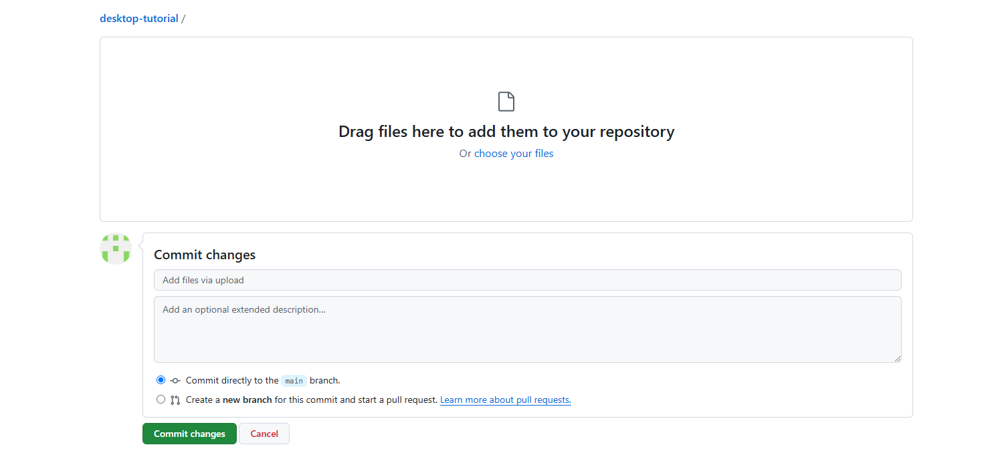 desktop-tutorial /
Drag files here to add them to your repository
Or choose your files
Commit changes
Add files via upload
Add an optional extended description...
Commit directly to the main branch.
Create a new branch for this commit and start a pull request. Learn more about pull requests.
Commit changes Cancel